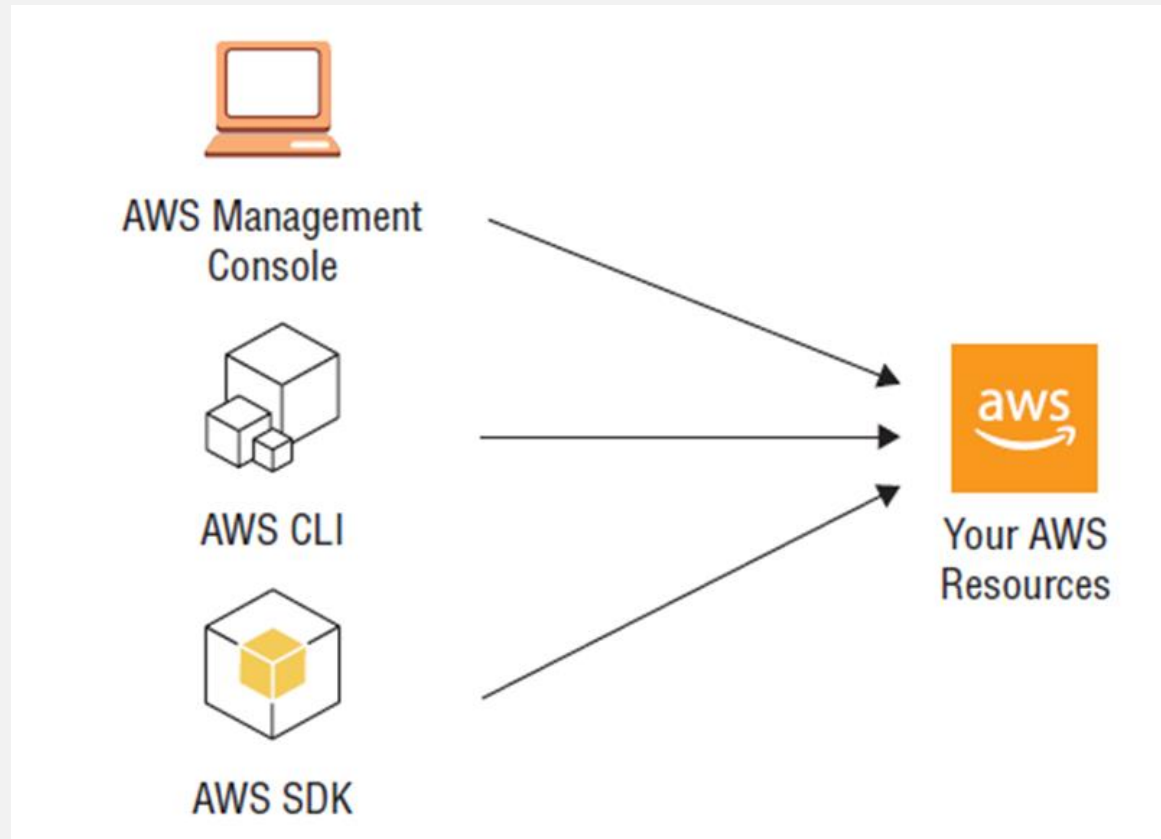 AWS Management
Console
AWS CLI
AWS SDK
aws
Your AWS
Resources